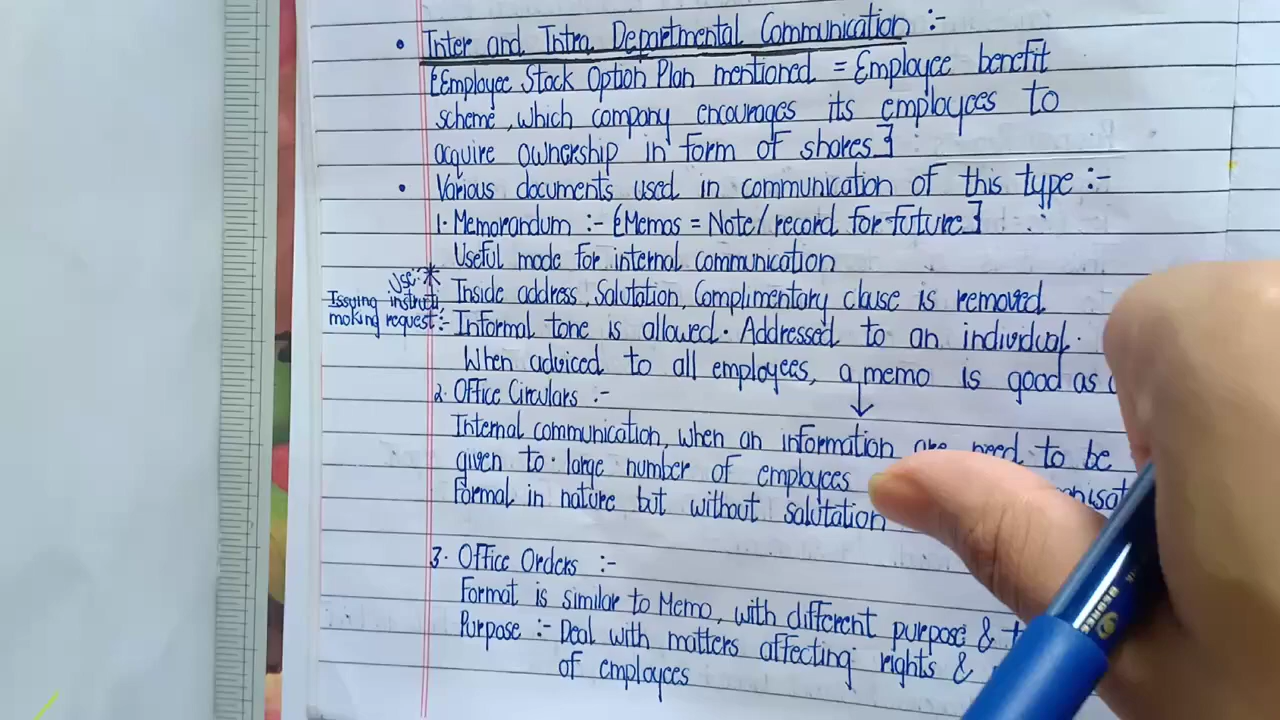 • Inter and Intra Departmental Communication :-
[Employee Stock Option Plan mentioned = Employee benefit
scheme, which company encourages its employees to
acquire ownership in form of shares]
• Various documents used in communication of this type :-
1. Memorandum :- [Memos = Note/record for future]
Useful mode for internal communication
Use:*
Issuing instruct
making request :-
Inside address, Salutation, Complimentary clause is removed.
Informal tone is allowed. Addressed to an individual.
When adviced to all employees, a memo is good as
2. Office Circulars :-
Internal communication, when an information are need to be
given to large number of employees
Formal in nature but without salutation
3. Office Orders :-
Format is similar to Memo, with different purpose &
Purpose :- Deal with matters affecting rights &
of employees